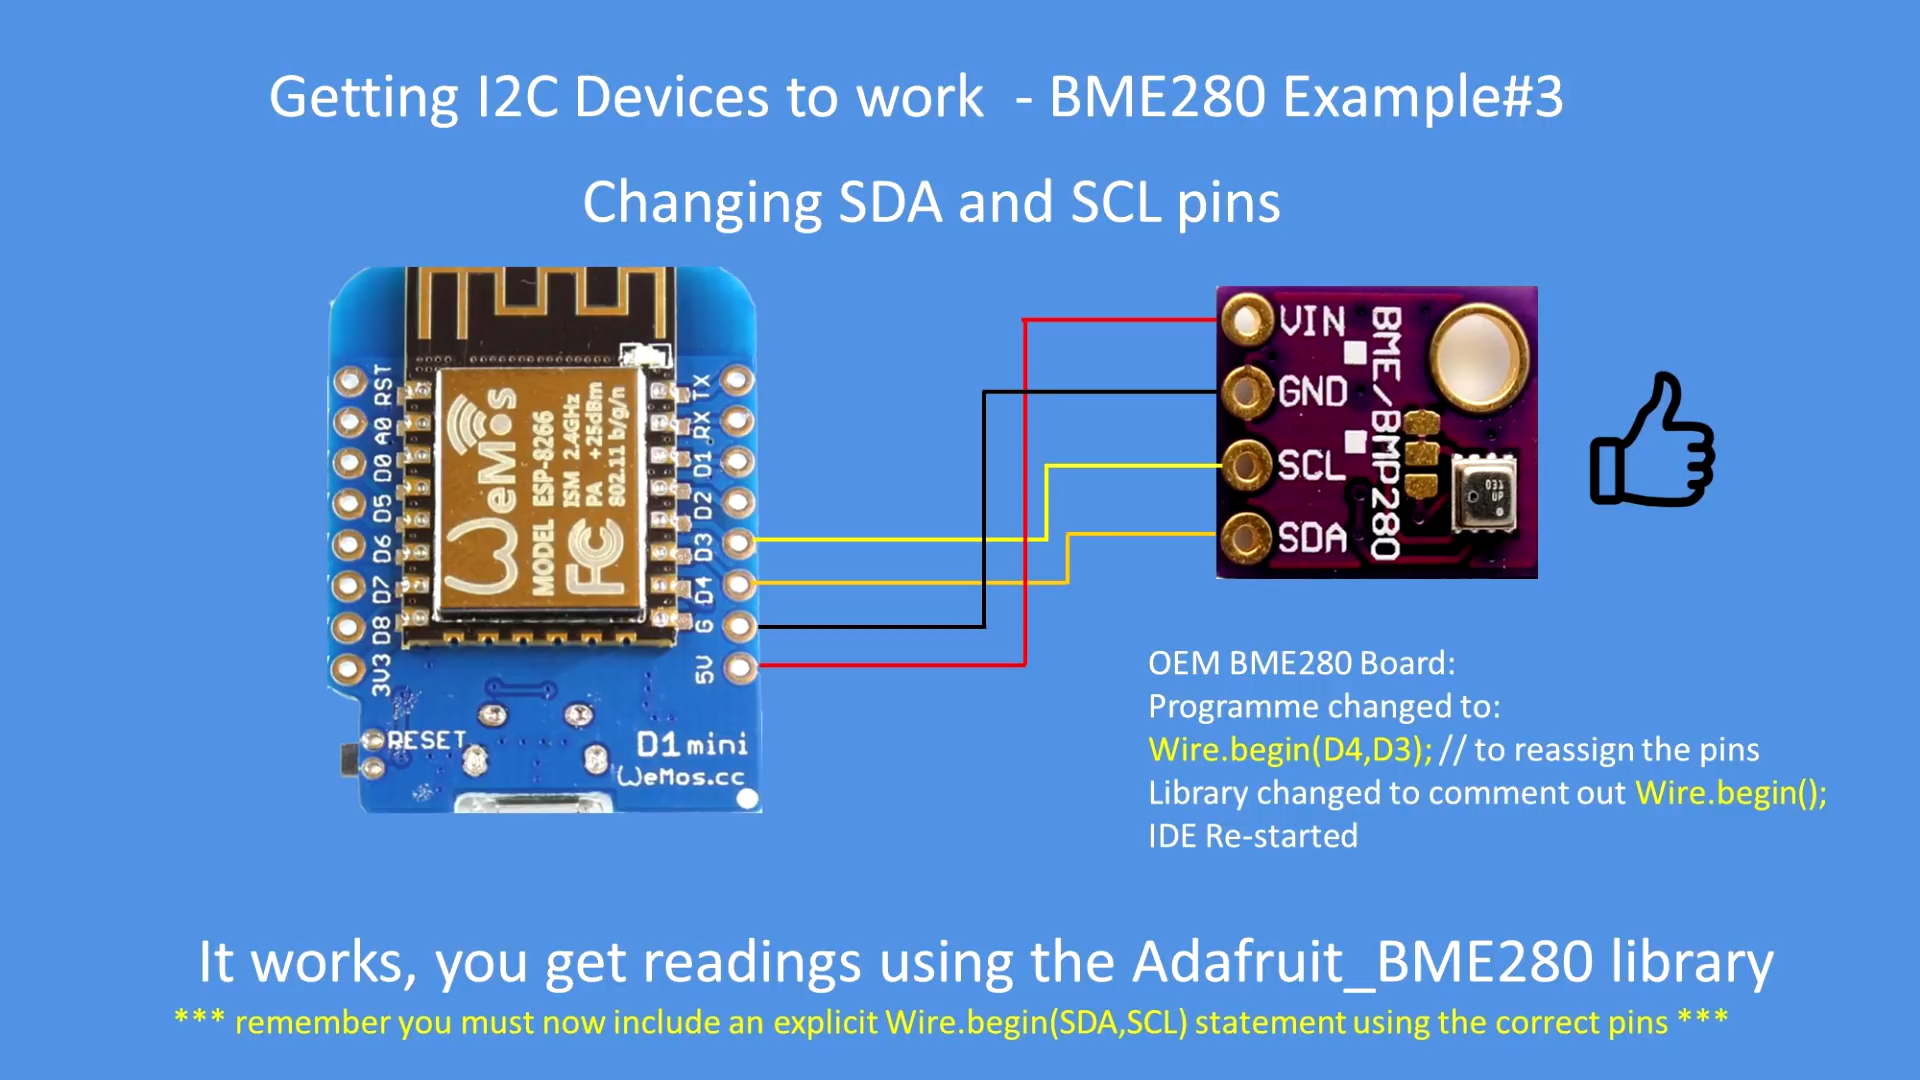 Getting I2C Devices to work - BME280 Example#3
Changing SDA and SCL pins
RST
A0
D0
D5
D6
D7
D8
3V3
TX
RX
D1
D2
D3
D4
G
5V
WeMos
MODEL ESP-8266
ISM 2.4GHz
PA +25dBm
802.11 b/g/n
FC
RESET
D1 mini
WeMos.cc
VIN
GND
SCL
SDA
BME/BMP280
031
UP
OEM BME280 Board:
Programme changed to:
Wire.begin(D4,D3); // to reassign the pins
Library changed to comment out Wire.begin();
IDE Re-started
It works, you get readings using the Adafruit_BME280 library
*** remember you must now include an explicit Wire.begin(SDA,SCL) statement using the correct pins ***